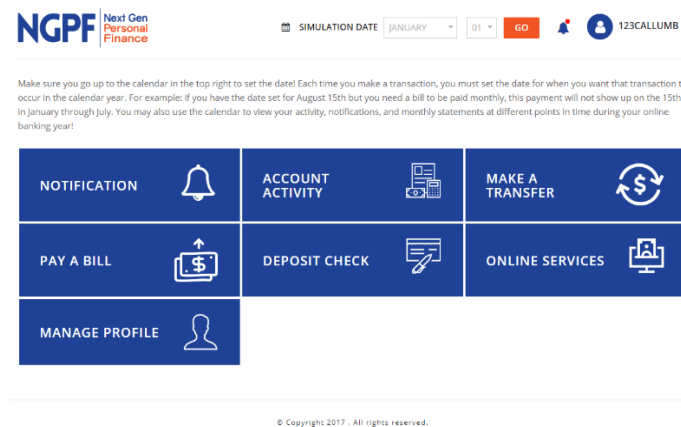 NGPF Next Gen
Personal
Finance
SIMULATION DATE JANUARY 01 GO 123CALLUMB
Make sure you go up to the calendar in the top right to set the date! Each time you make a transaction, you must set the date for when you want that transaction t
occur in the calendar year. For example: if you have the date set for August 15th but you need a bill to be paid monthly, this payment will not show up on the 15th
in January through July. You may also use the calendar to view your activity, notifications, and monthly statements at different points in time during your online
banking year!
NOTIFICATION
ACCOUNT
ACTIVITY
MAKE A
TRANSFER
PAY A BILL
DEPOSIT CHECK
ONLINE SERVICES
MANAGE PROFILE
© Copyright 2017 . All rights reserved.